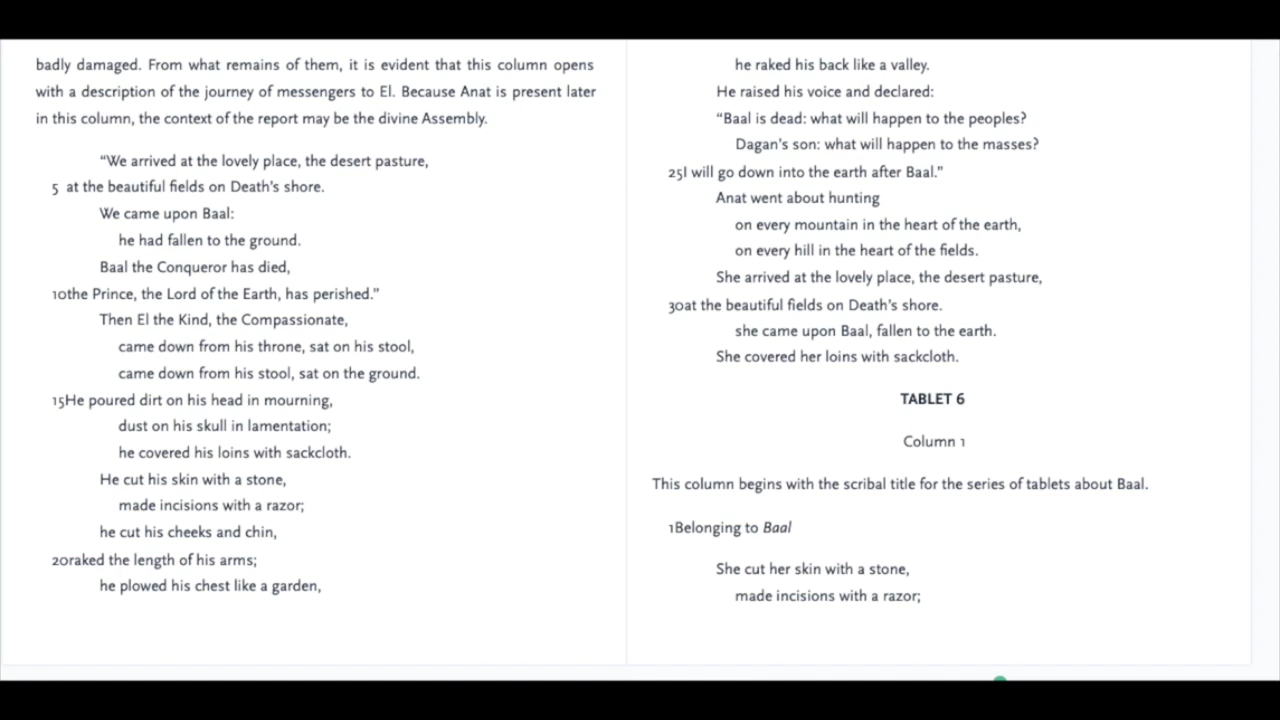 badly damaged. From what remains of them, it is evident that this column opens
with a description of the journey of messengers to El. Because Anat is present later
in this column, the context of the report may be the divine Assembly.
“We arrived at the lovely place, the desert pasture,
5 at the beautiful fields on Death’s shore.
We came upon Baal:
he had fallen to the ground.
Baal the Conqueror has died,
10the Prince, the Lord of the Earth, has perished.”
Then El the Kind, the Compassionate,
came down from his throne, sat on his stool,
came down from his stool, sat on the ground.
15He poured dirt on his head in mourning,
dust on his skull in lamentation;
he covered his loins with sackcloth.
He cut his skin with a stone,
made incisions with a razor;
he cut his cheeks and chin,
20raked the length of his arms;
he plowed his chest like a garden,
he raked his back like a valley.
He raised his voice and declared:
“Baal is dead: what will happen to the peoples?
Dagan’s son: what will happen to the masses?
25I will go down into the earth after Baal.”
Anat went about hunting
on every mountain in the heart of the earth,
on every hill in the heart of the fields.
She arrived at the lovely place, the desert pasture,
30at the beautiful fields on Death’s shore.
she came upon Baal, fallen to the earth.
She covered her loins with sackcloth.
TABLET 6
Column 1
This column begins with the scribal title for the series of tablets about Baal.
1Belonging to Baal
She cut her skin with a stone,
made incisions with a razor;